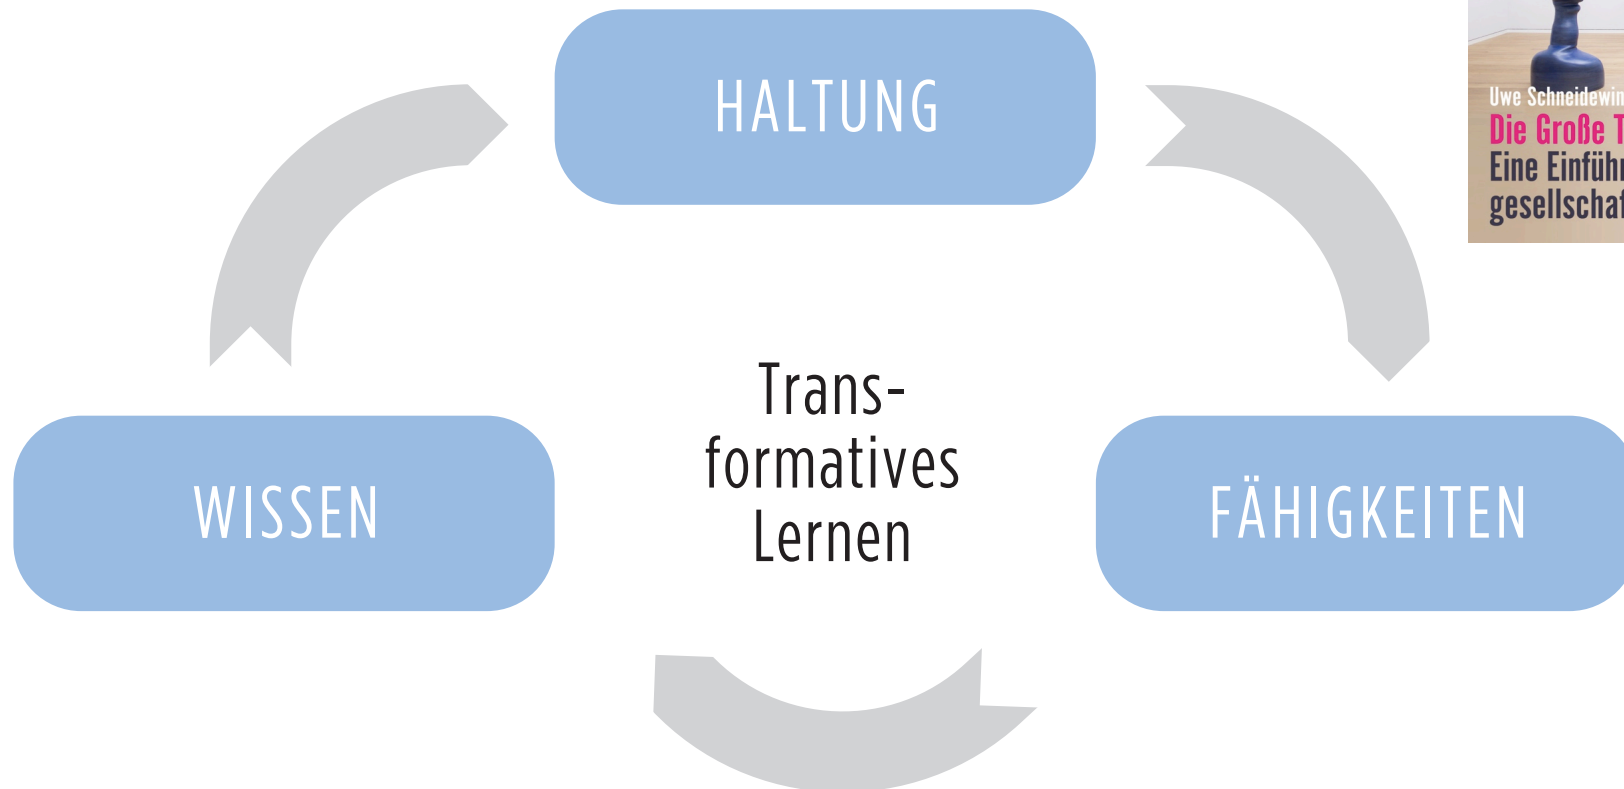 HALTUNG
Uwe Schneidewin
Die Große T
Eine Einführ
gesellschaf
Trans-
formatives
Lernen
WISSEN
FÄHIGKEITEN